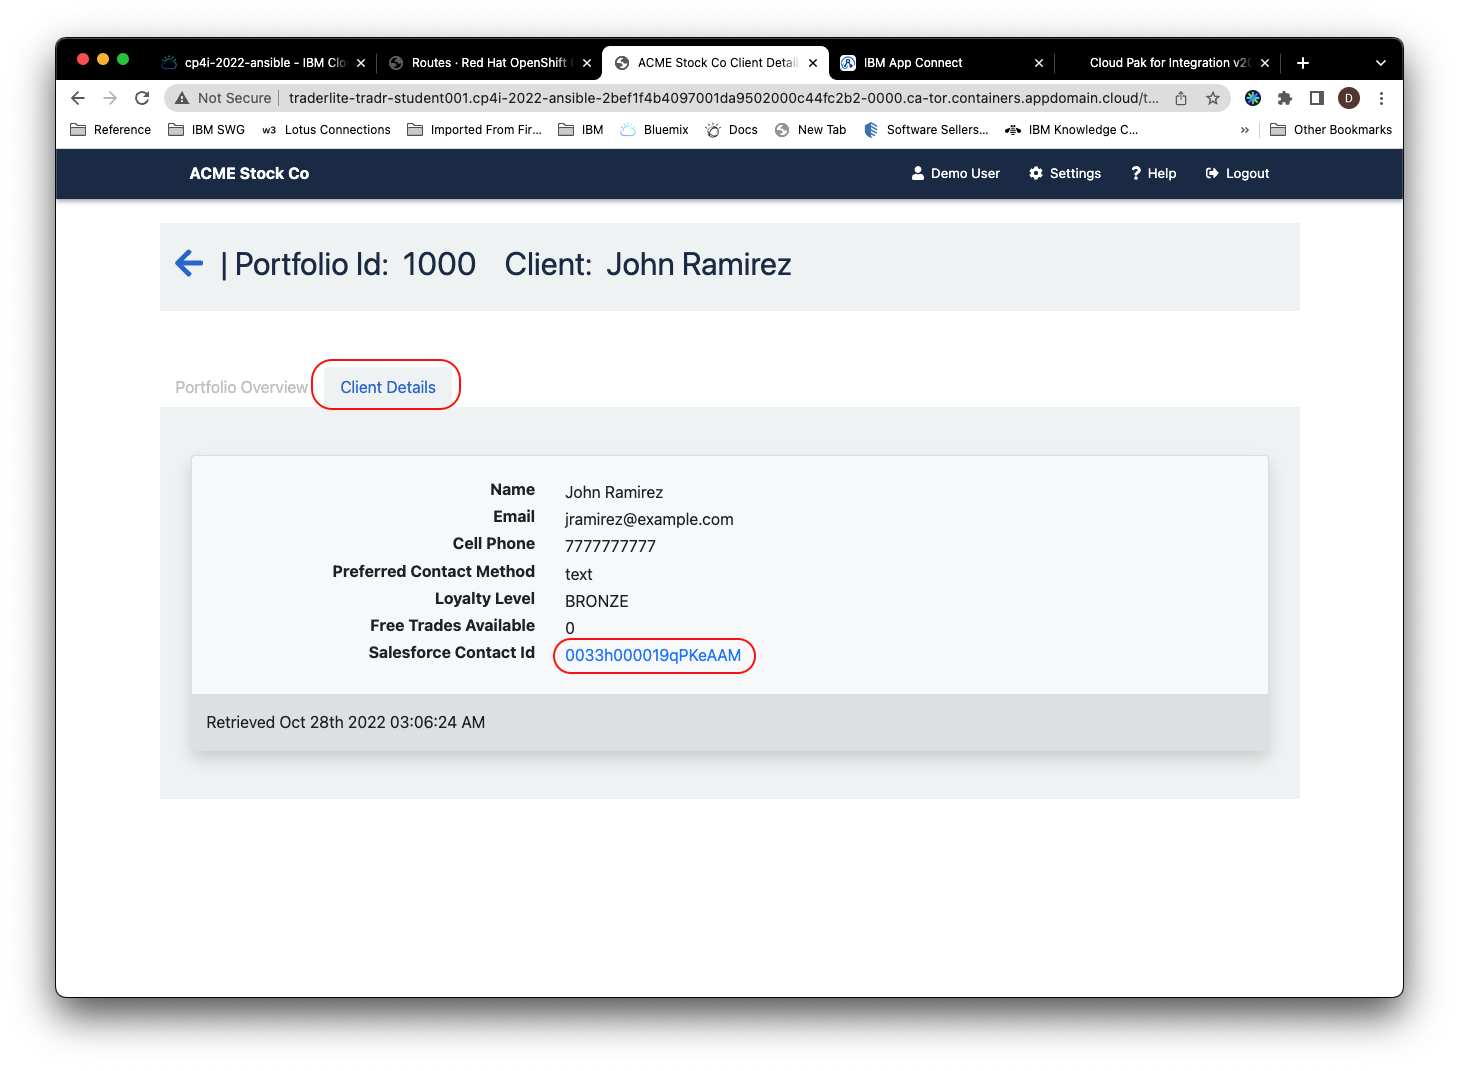 cp4i-2022-ansible - IBM Clo
Routes · Red Hat OpenShift
ACME Stock Co Client Detail
IBM App Connect
Cloud Pak for Integration v20
Not Secure
traderlite-tradr-student001.cp4i-2022-ansible-2bef1f4b4097001da9502000c44fc2b2-0000.ca-tor.containers.appdomain.cloud/t...
D
Reference
IBM SWG
w3 Lotus Connections
Imported From Fir...
IBM
Bluemix
Docs
New Tab
Software Sellers...
IBM Knowledge C...
»
Other Bookmarks
ACME Stock Co
Demo User
Settings
? Help
Logout
| Portfolio Id: 1000 Client: John Ramirez
Portfolio Overview
Client Details
Name John Ramirez
Email jramirez@example.com
Cell Phone 7777777777
Preferred Contact Method text
Loyalty Level BRONZE
Free Trades Available 0
Salesforce Contact Id 0033h000019qPKeAAM
Retrieved Oct 28th 2022 03:06:24 AM